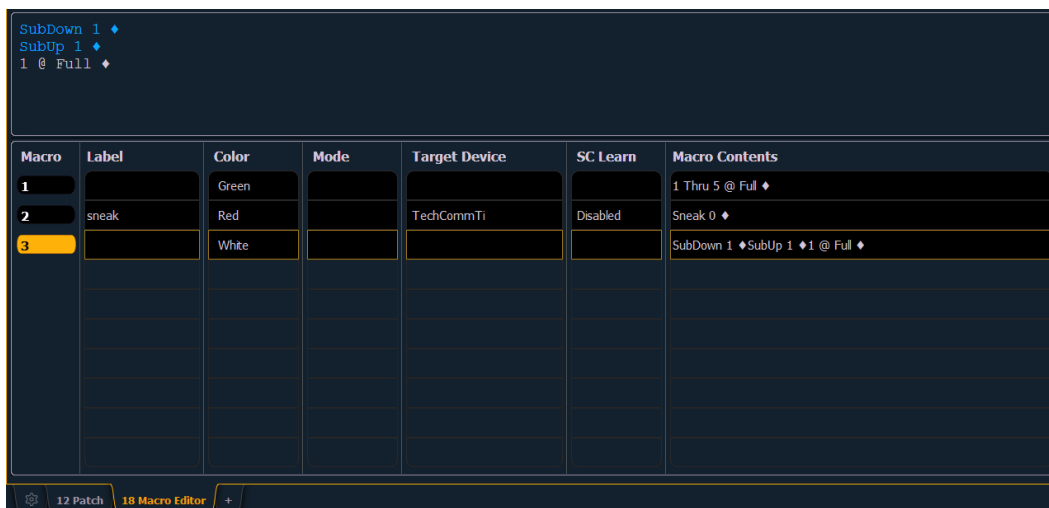 SubDown 1 ♦
SubUp 1 ♦
1 @ Full ♦
Macro Label Color Mode Target Device SC Learn Macro Contents
1 Green 1 Thru 5 @ Full ♦
2 sneak Red TechCommTi Disabled Sneak 0 ♦
3 White SubDown 1 ♦SubUp 1 ♦1 @ Full ♦
12 Patch 18 Macro Editor +